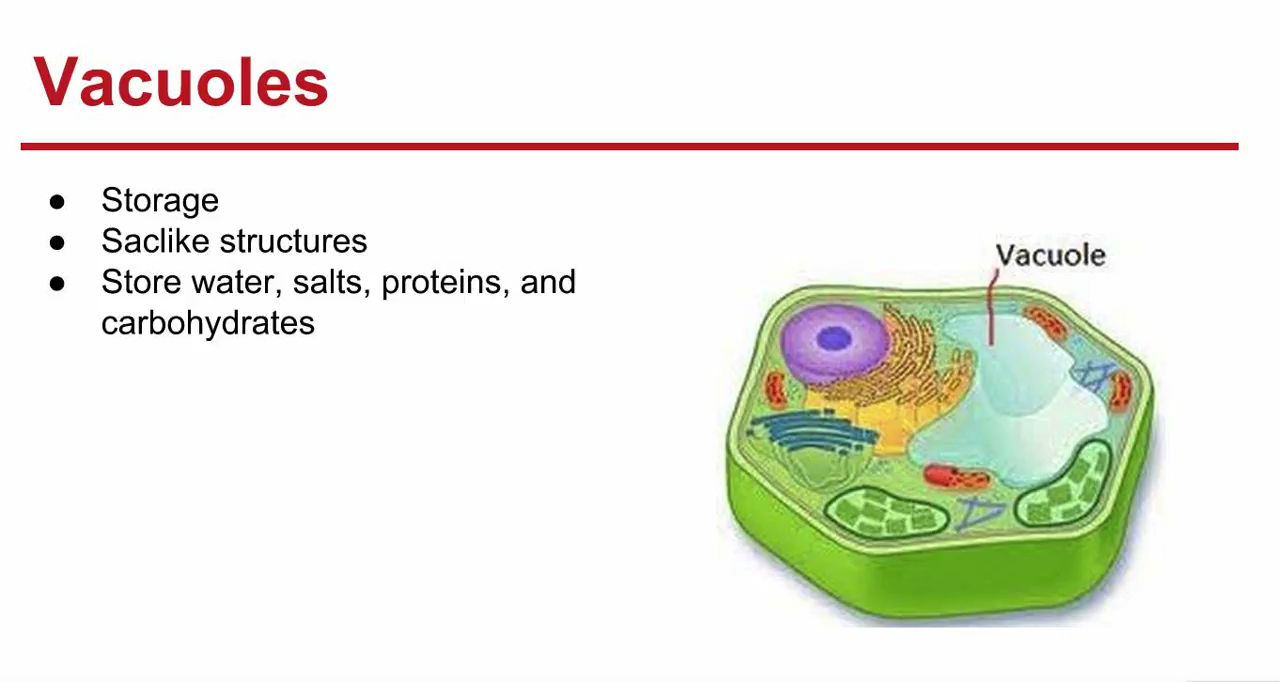 Vacuoles
● Storage
● Saclike structures
● Store water, salts, proteins, and
carbohydrates
Vacuole